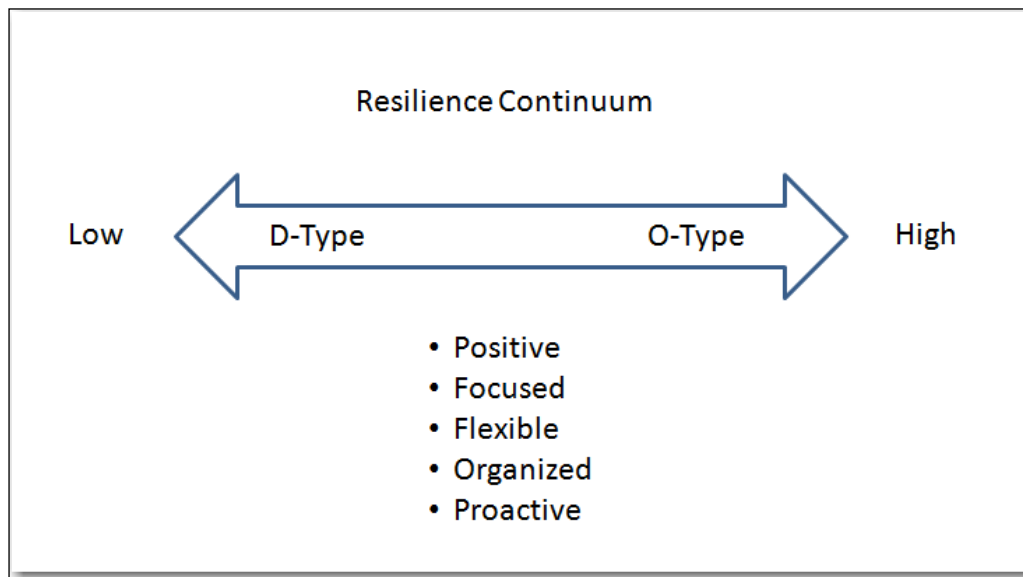 Resilience Continuum
Low D-Type O-Type High
• Positive
• Focused
• Flexible
• Organized
• Proactive